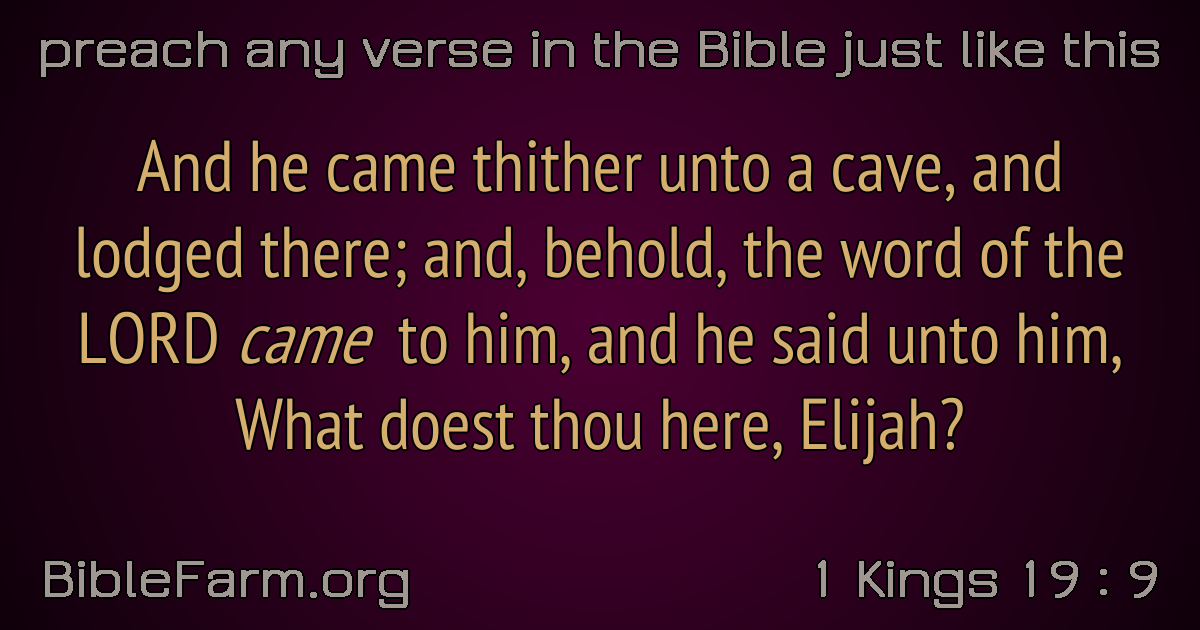 preach any verse in the Bible just like this
And he came thither unto a cave, and
lodged there; and, behold, the word of the
LORD came to him, and he said unto him,
What doest thou here, Elijah?
BibleFarm.org
1 Kings 19 : 9